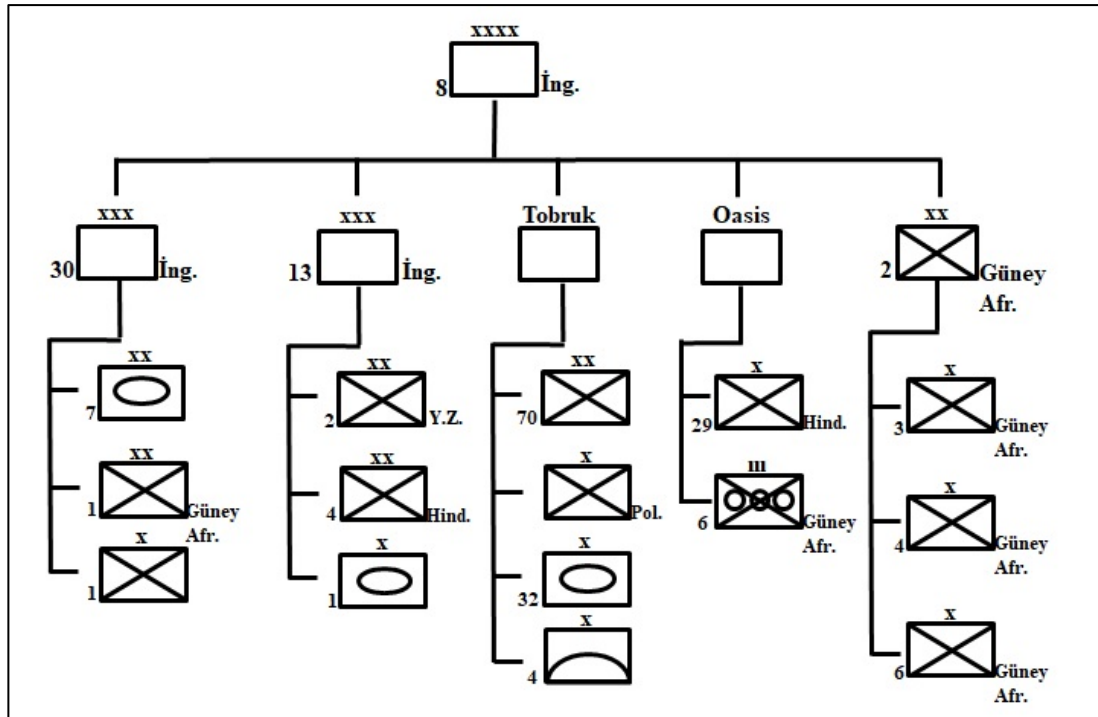 xxxx
8 İng.
xxx
30 İng.
xxx
13 İng.
Tobruk
Oasis
xx
2 Güney
Afr.
xx
7
xx
1 Güney
Afr.
x
1
xx
2 Y.Z.
xx
4 Hind.
x
1
xx
70
x
Pol.
x
32
x
4
x
29 Hind.
III
6 Güney
Afr.
x
3 Güney
Afr.
x
4 Güney
Afr.
x
6 Güney
Afr.